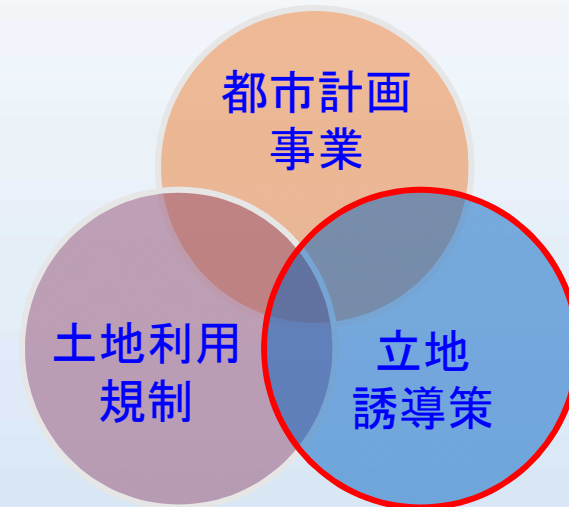 都市計画
事業
土地利用
規制
立地
誘導策